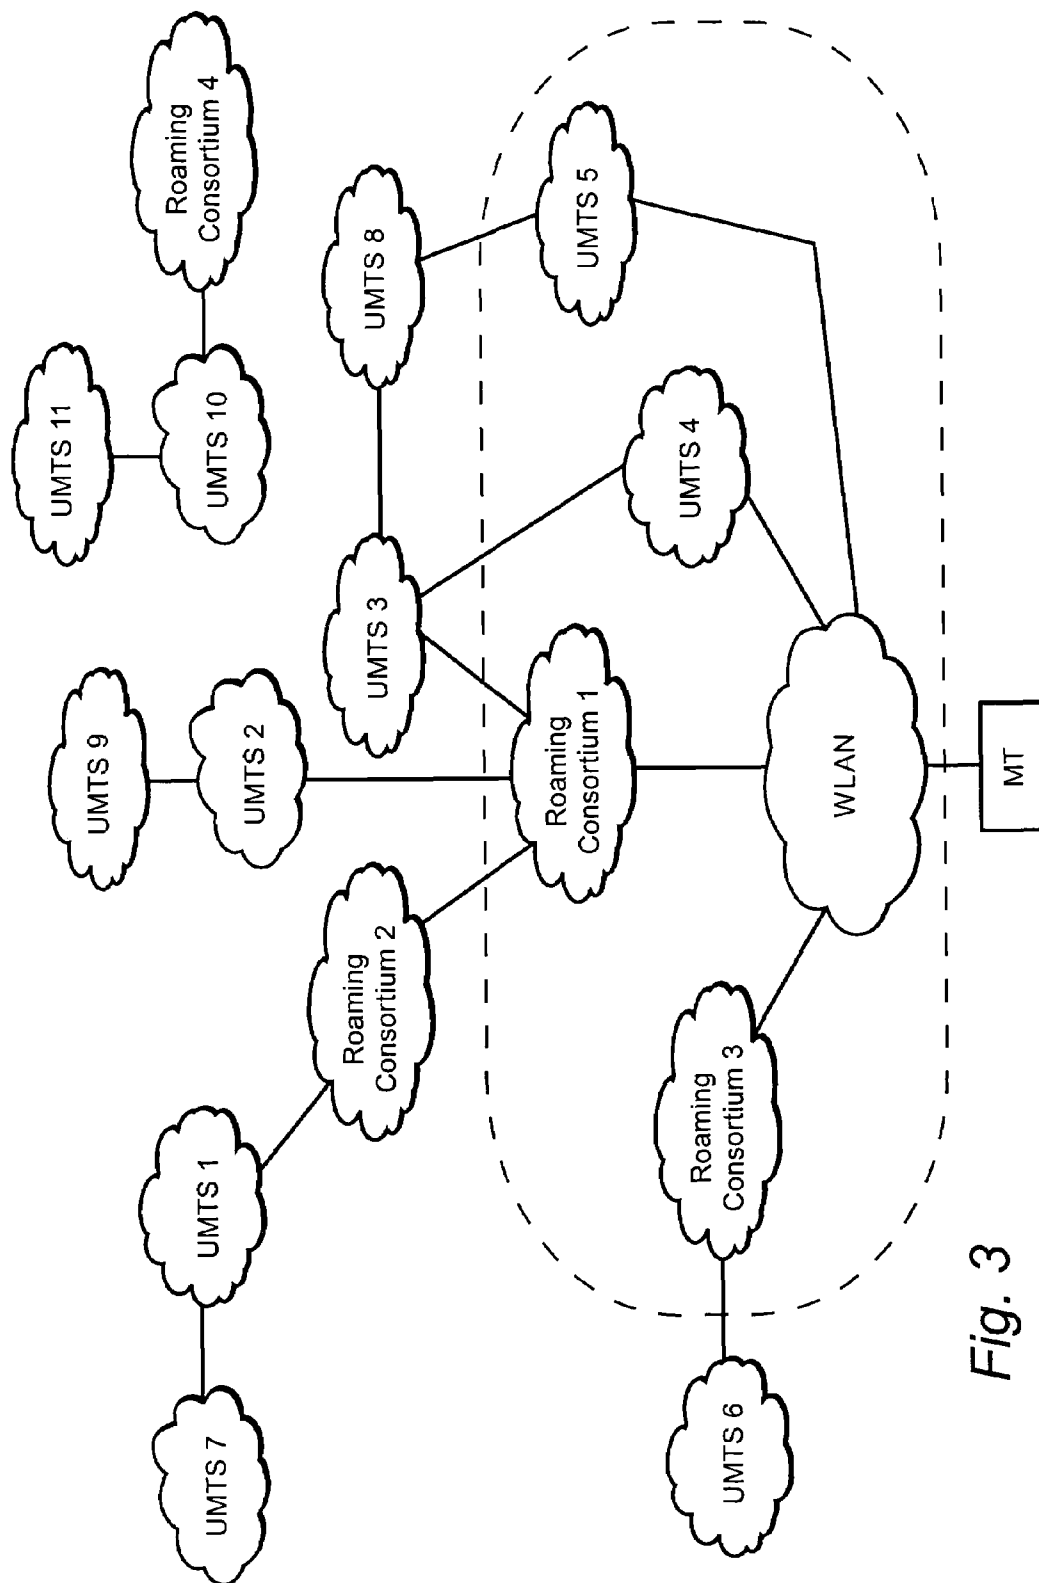 UMTS 11
UMTS 10
Roaming
Consortium 4
UMTS 9
UMTS 2
UMTS 3
UMTS 8
UMTS 7
UMTS 1
Roaming
Consortium 2
Roaming
Consortium 1
UMTS 4
UMTS 5
UMTS 6
Roaming
Consortium 3
WLAN
MT
Fig. 3